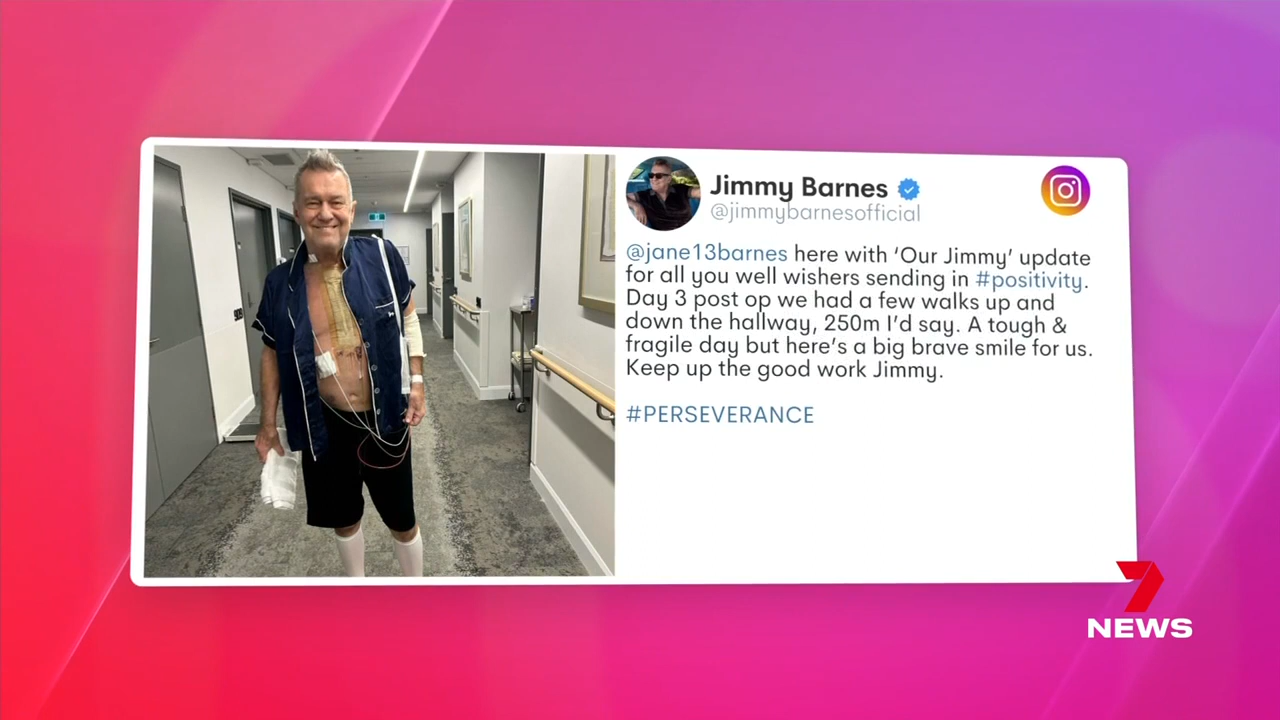 Jimmy Barnes
@jimmybarnesofficial
@jane13barnes here with ‘Our Jimmy’ update
for all you well wishers sending in #positivity.
Day 3 post op we had a few walks up and
down the hallway, 250m I’d say. A tough &
fragile day but here’s a big brave smile for us.
Keep up the good work Jimmy.
#PERSEVERANCE
7
NEWS